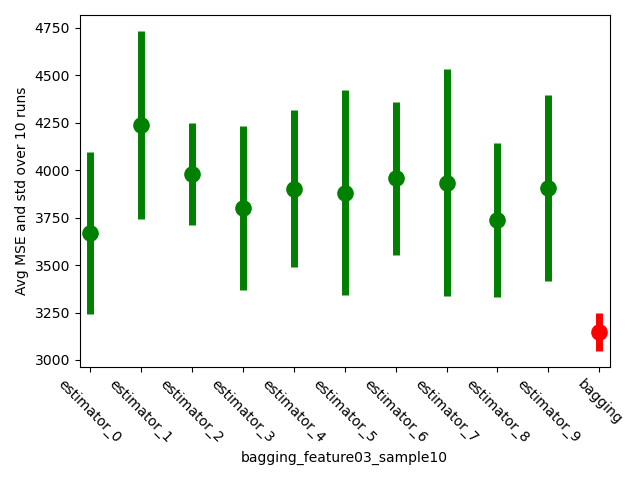 4750
4500
4250
4000
3750
3500
3250
3000
Avg MSE and std over 10 runs
estimator_0
estimator_1
estimator_2
estimator_3
estimator_4
estimator_5
estimator_6
estimator_7
estimator_8
estimator_9
bagging
bagging_feature03_sample10